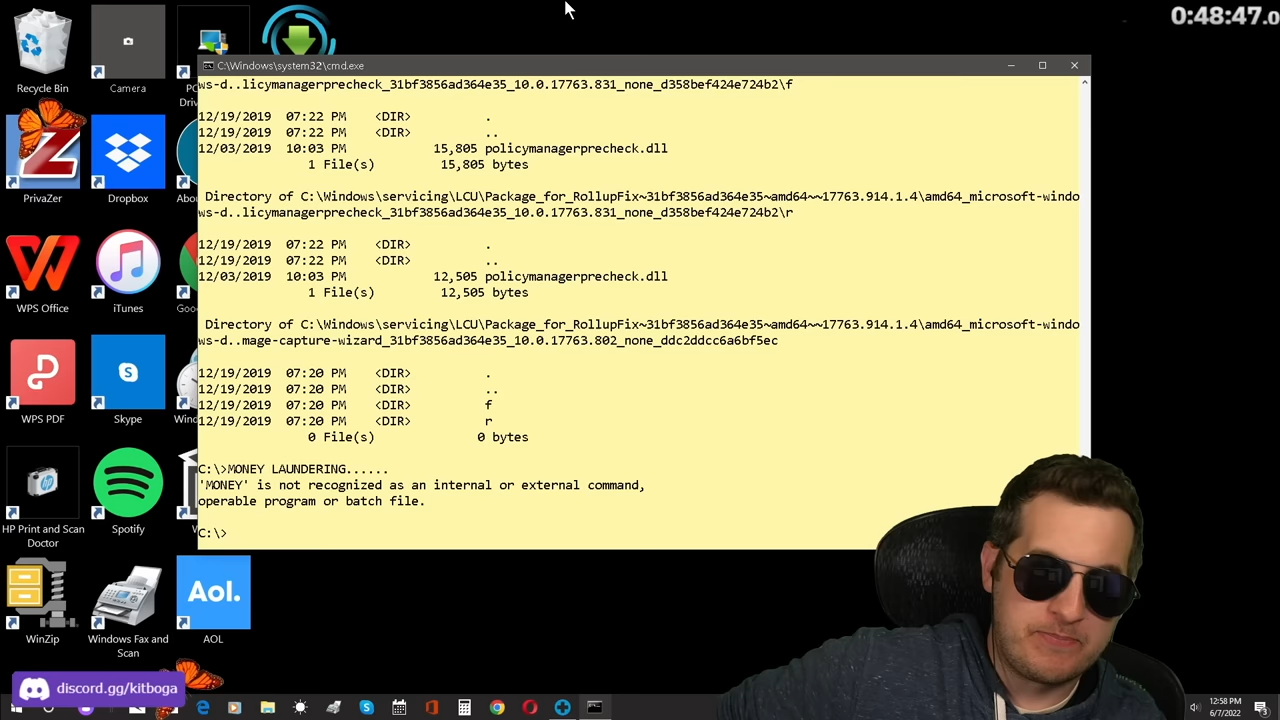 0:48:47.0
Recycle Bin
Camera
C:\Windows\system32\cmd.exe
ws-d..licymanagerprecheck_31bf3856ad364e35_10.0.17763.831_none_d358bef424e724b2\f
12/19/2019  07:22 PM    <DIR>          .
12/19/2019  07:22 PM    <DIR>          ..
12/03/2019  10:03 PM            15,805 policymanagerprecheck.dll
1 File(s)         15,805 bytes
Directory of C:\Windows\servicing\LCU\Package_for_RollupFix~31bf3856ad364e35~amd64~~17763.914.1.4\amd64_microsoft-windo
ws-d..licymanagerprecheck_31bf3856ad364e35_10.0.17763.831_none_d358bef424e724b2\r
12/19/2019  07:22 PM    <DIR>          .
12/19/2019  07:22 PM    <DIR>          ..
12/03/2019  10:03 PM            12,505 policymanagerprecheck.dll
1 File(s)         12,505 bytes
Directory of C:\Windows\servicing\LCU\Package_for_RollupFix~31bf3856ad364e35~amd64~~17763.914.1.4\amd64_microsoft-windo
ws-d..mage-capture-wizard_31bf3856ad364e35_10.0.17763.802_none_ddc2ddcc6a6bf5ec
12/19/2019  07:20 PM    <DIR>          .
12/19/2019  07:20 PM    <DIR>          ..
12/19/2019  07:20 PM    <DIR>          f
12/19/2019  07:20 PM    <DIR>          r
0 File(s)              0 bytes
C:\>MONEY LAUNDERING......
'MONEY' is not recognized as an internal or external command,
operable program or batch file.
C:\>
PrivaZer
Dropbox
WPS Office
iTunes
WPS PDF
Skype
HP Print and Scan
Doctor
Spotify
WinZip
Windows Fax and
Scan
Aol.
AOL
discord.gg/kitboga
12:58 PM
6/7/2022